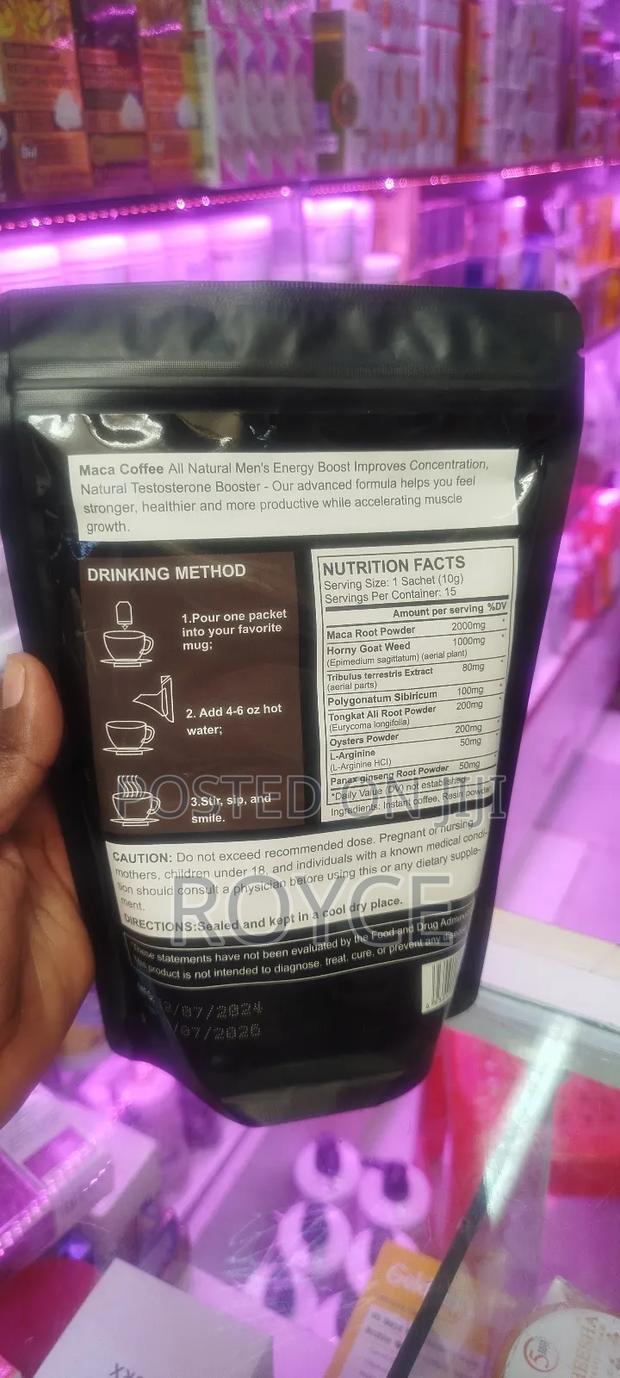 Maca Coffee All Natural Men's Energy Boost Improves Concentration,
Natural Testosterone Booster - Our advanced formula helps you feel
stronger, healthier and more productive while accelerating muscle
growth.
DRINKING METHOD
1.Pour one packet
into your favorite
mug;
2. Add 4-6 oz hot
water;
3.Stir, sip, and
smile.
NUTRITION FACTS
Serving Size: 1 Sachet (10g)
Servings Per Container: 15
Amount per serving %DV
Maca Root Powder 2000mg *
Horny Goat Weed 1000mg *
(Epimedium sagittatum) (aerial plant)
Tribulus terrestris Extract 80mg *
(aerial parts)
Polygonatum Sibiricum 100mg *
Tongkat Ali Root Powder 200mg *
(Eurycoma longifolia)
Oysters Powder 200mg *
L-Arginine 50mg *
(L-Arginine HCl)
Panax ginseng Root Powder 50mg *
*Daily Value (DV) not established
Ingredients: Instant coffee, Resin powder
POSTED ON JIJI
ROYCE
CAUTION: Do not exceed recommended dose. Pregnant or nursing
mothers, children under 18, and individuals with a known medical condi-
tion should consult a physician before using this or any dietary supple-
ment.
DIRECTIONS:Sealed and kept in a cool dry place.
These statements have not been evaluated by the Food and Drug
product is not intended to diagnose, treat, cure, or prevent any
/07/2024
/07/2026